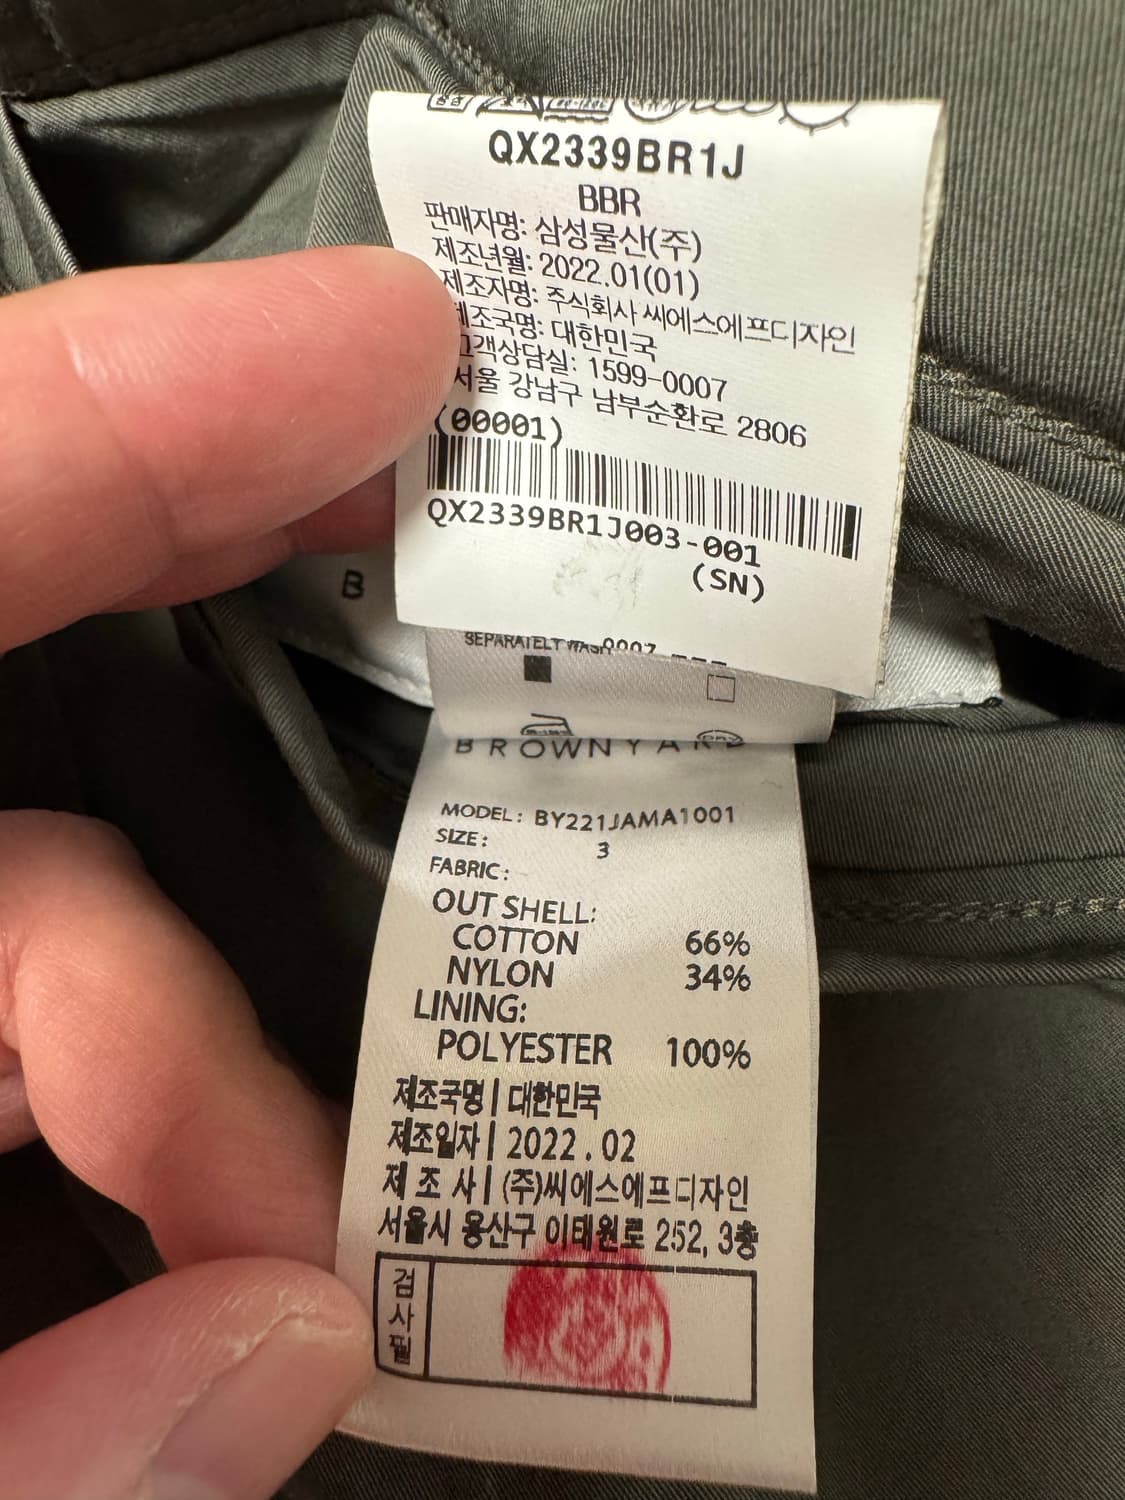 QX2339BR1J
BBR
판매자명: 삼성물산(주)
제조년월: 2022.01(01)
제조자명: 주식회사 씨에스에프디자인
제조국명: 대한민국
고객상담실: 1599-0007
서울 강남구 남부순환로 2806
(00001)
QX2339BR1J003-001
(SN)
B
SEPARATELY WASH
BROWNYARD
MODEL: BY221JAMA1001
SIZE: 3
FABRIC:
OUT SHELL:
COTTON 66%
NYLON 34%
LINING:
POLYESTER 100%
제조국명 | 대한민국
제조일자 | 2022.02
제 조 사 | (주)씨에스에프디자인
서울시 용산구 이태원로 252, 3층
검사필